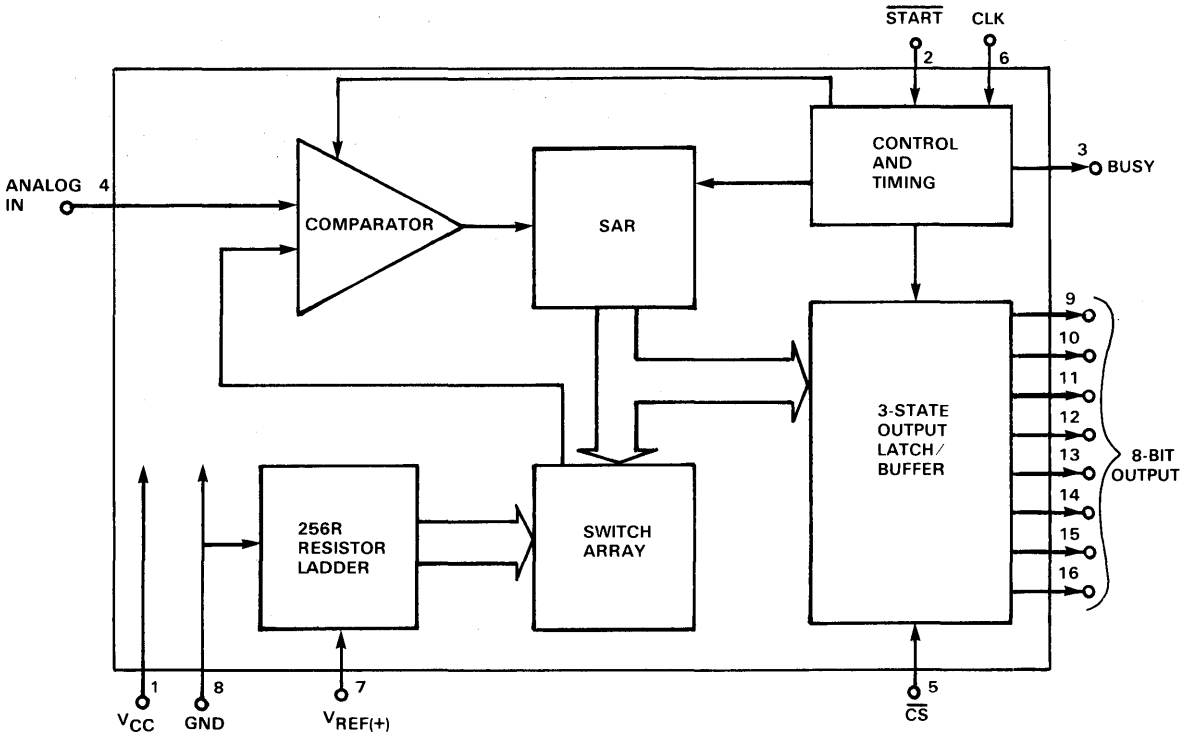 START CLK
2 6
CONTROL
AND
TIMING
3
BUSY
ANALOG
IN
4
COMPARATOR
SAR
9
10
11
12
13
14
15
16
8-BIT
OUTPUT
3-STATE
OUTPUT
LATCH/
BUFFER
256R
RESISTOR
LADDER
SWITCH
ARRAY
1 8 7 5
VCC GND VREF(+) CS